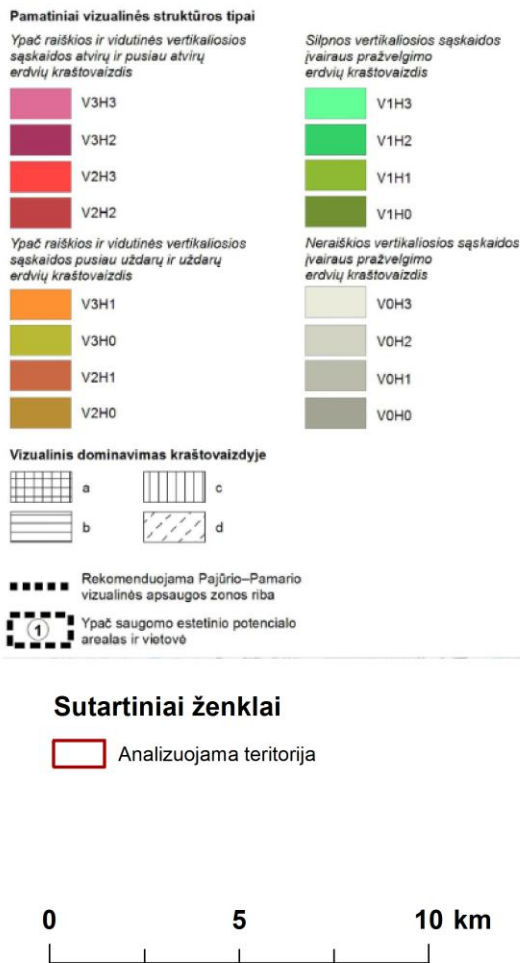 Pamatiniai vizualinės struktūros tipai
Ypač raiškios ir vidutinės vertikaliosios
sąskaidos atvirų ir pusiau atvirų
erdvių kraštovaizdis
V3H3
V3H2
V2H3
V2H2
Ypač raiškios ir vidutinės vertikaliosios
sąskaidos pusiau uždarų ir uždarų
erdvių kraštovaizdis
V3H1
V3H0
V2H1
V2H0
Silpnos vertikaliosios sąskaidos
įvairaus pražvelgimo
erdvių kraštovaizdis
V1H3
V1H2
V1H1
V1H0
Neraiškios vertikaliosios sąskaidos
įvairaus pražvelgimo
erdvių kraštovaizdis
V0H3
V0H2
V0H1
V0H0
Vizualinis dominavimas kraštovaizdyje
a
c
b
d
Rekomenduojama Pajūrio–Pamario
vizualinės apsaugos zonos riba
1
Ypač saugomo estetinio potencialo
arealas ir vietovė
Sutartiniai ženklai
Analizuojama teritorija
0 5 10 km